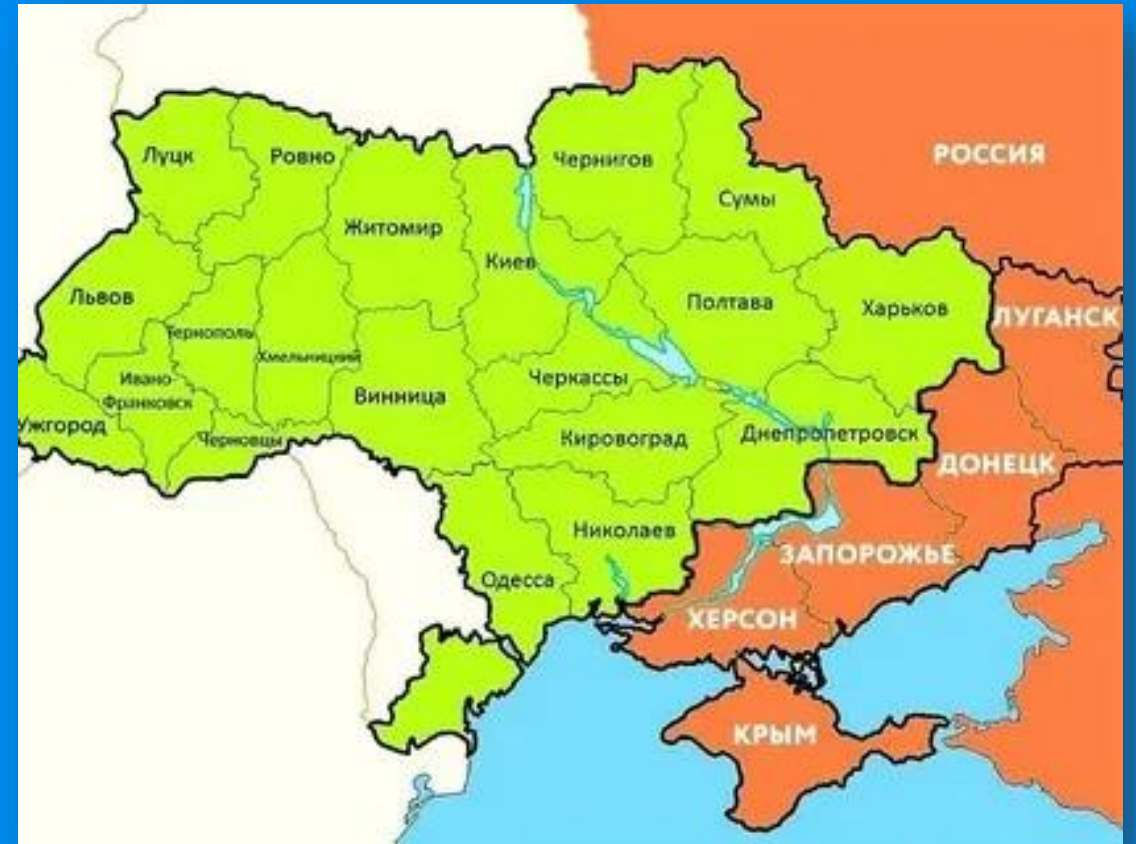 РОССИЯ
Луцк
Ровно
Чернигов
Сумы
Житомир
Киев
Львов
Полтава
Харьков
ЛУГАНСК
Тернополь
Хмельницкий
Ивано-
Франковск
Черкассы
Винница
Ужгород
Черновцы
Кировоград
Днепропетровск
ДОНЕЦК
Николаев
ЗАПОРОЖЬЕ
Одесса
ХЕРСОН
КРЫМ